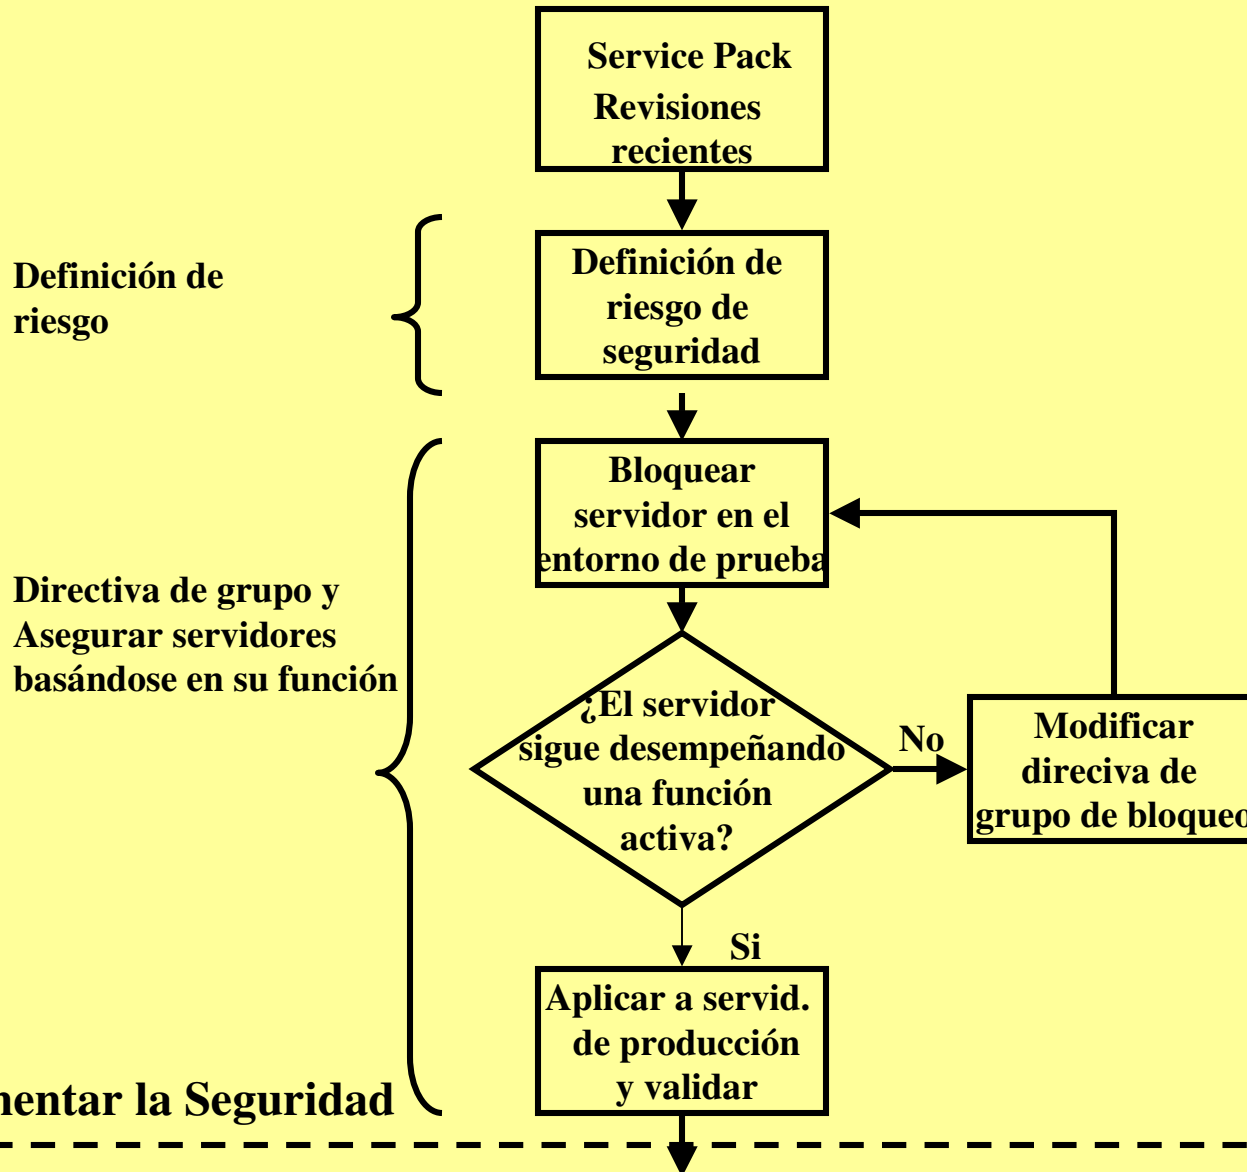 Service Pack
Revisiones
recientes
Definición de
riesgo
Definición de
riesgo de
seguridad
Bloquear
servidor en el
entorno de prueba
Directiva de grupo y
Asegurar servidores
basándose en su función
¿El servidor
sigue desempeñando
una función
activa?
No
Modificar
direciva de
grupo de bloqueo
Si
Aplicar a servid.
de producción
y validar
la Seguridad